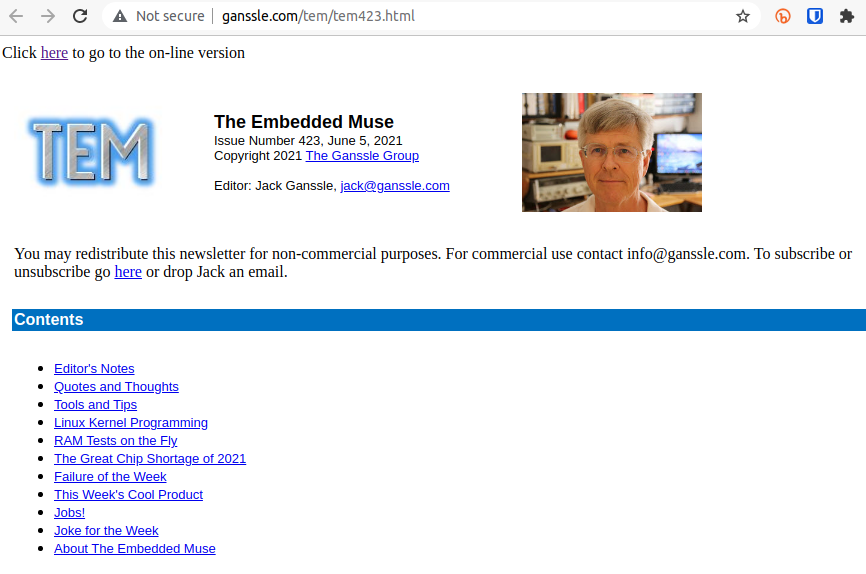 Not secure | ganssle.com/tem/tem423.html
Click here to go to the on-line version
TEM
The Embedded Muse
Issue Number 423, June 5, 2021
Copyright 2021 The Ganssle Group
Editor: Jack Ganssle, jack@ganssle.com
You may redistribute this newsletter for non-commercial purposes. For commercial use contact info@ganssle.com. To subscribe or
unsubscribe go here or drop Jack an email.
Contents
Editor's Notes
Quotes and Thoughts
Tools and Tips
Linux Kernel Programming
RAM Tests on the Fly
The Great Chip Shortage of 2021
Failure of the Week
This Week's Cool Product
Jobs!
Joke for the Week
About The Embedded Muse